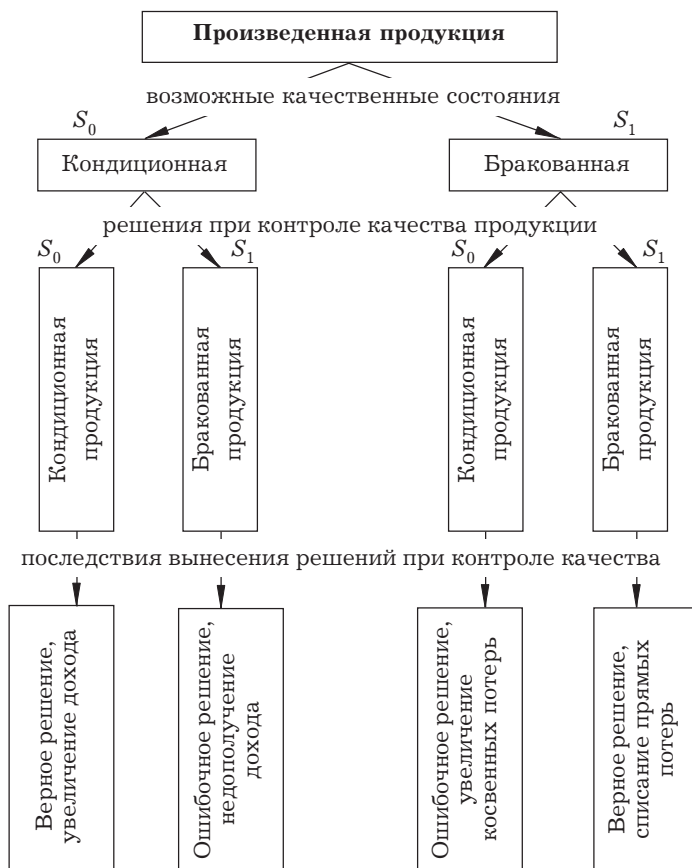 Произведенная продукция
возможные качественные состояния
S₀
S₁
Кондиционная
Бракованная
решения при контроле качества продукции
S₀
S₁
S₀
S₁
Кондиционная
продукция
Бракованная
продукция
Кондиционная
продукция
Бракованная
продукция
последствия вынесения решений при контроле качества
Верное решение,
увеличение дохода
Ошибочное решение,
недополучение
дохода
Ошибочное решение,
увеличение
косвенных потерь
Верное решение,
списание прямых
потерь